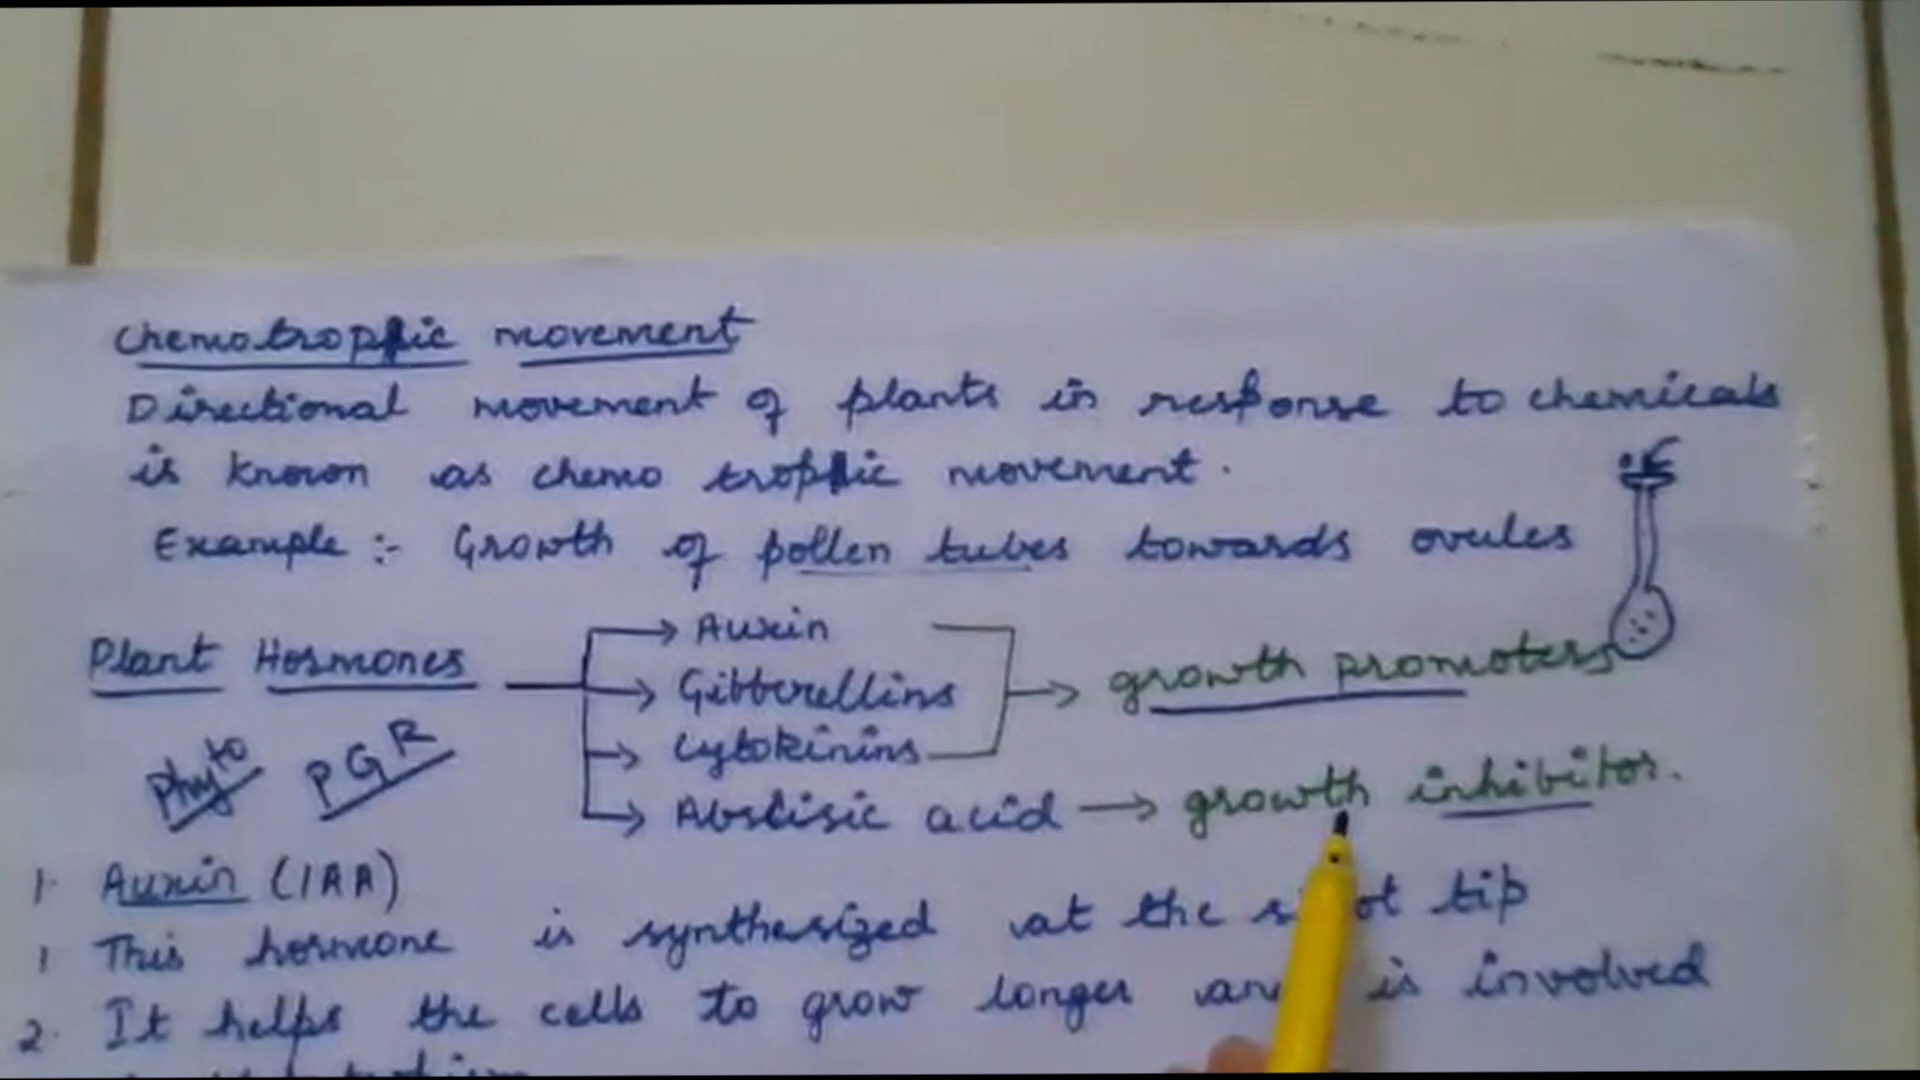 Chemotropic movement
Directional movement of plants in response to chemicals
is known as chemo tropic movement.
Example :- Growth of pollen tubes towards ovules
Plant Hormones → Auxin
→ Gibberellins → growth promoters
→ Cytokinins
→ Abscisic acid → growth inhibitor.
Phyto PGR
1. Auxin (IAA)
1 This hormone is synthesized at the tip
2. It helps the cells to grow longer and is involved